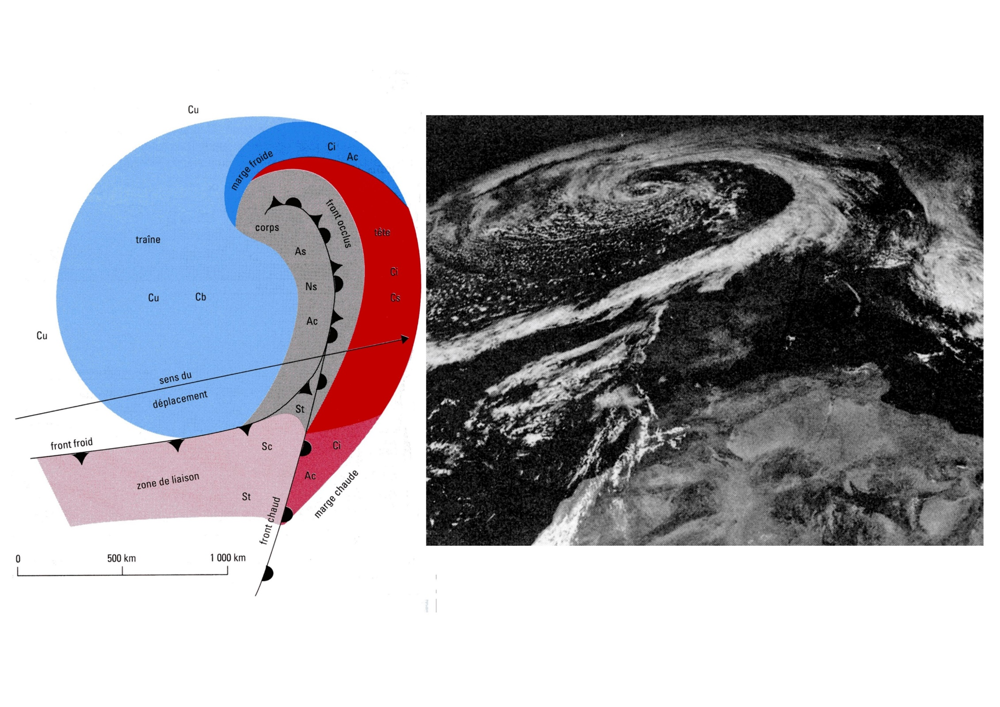 Cu
Ci
Ac
marge froide
front occlus
corps
tête
traîne
As
Ci
Ns
Cu
Cb
Cs
Ac
Cu
sens du
déplacement
St
front froid
Sc
Ci
zone de liaison
Ac
St
marge chaude
front chaud
0
500 km
1 000 km